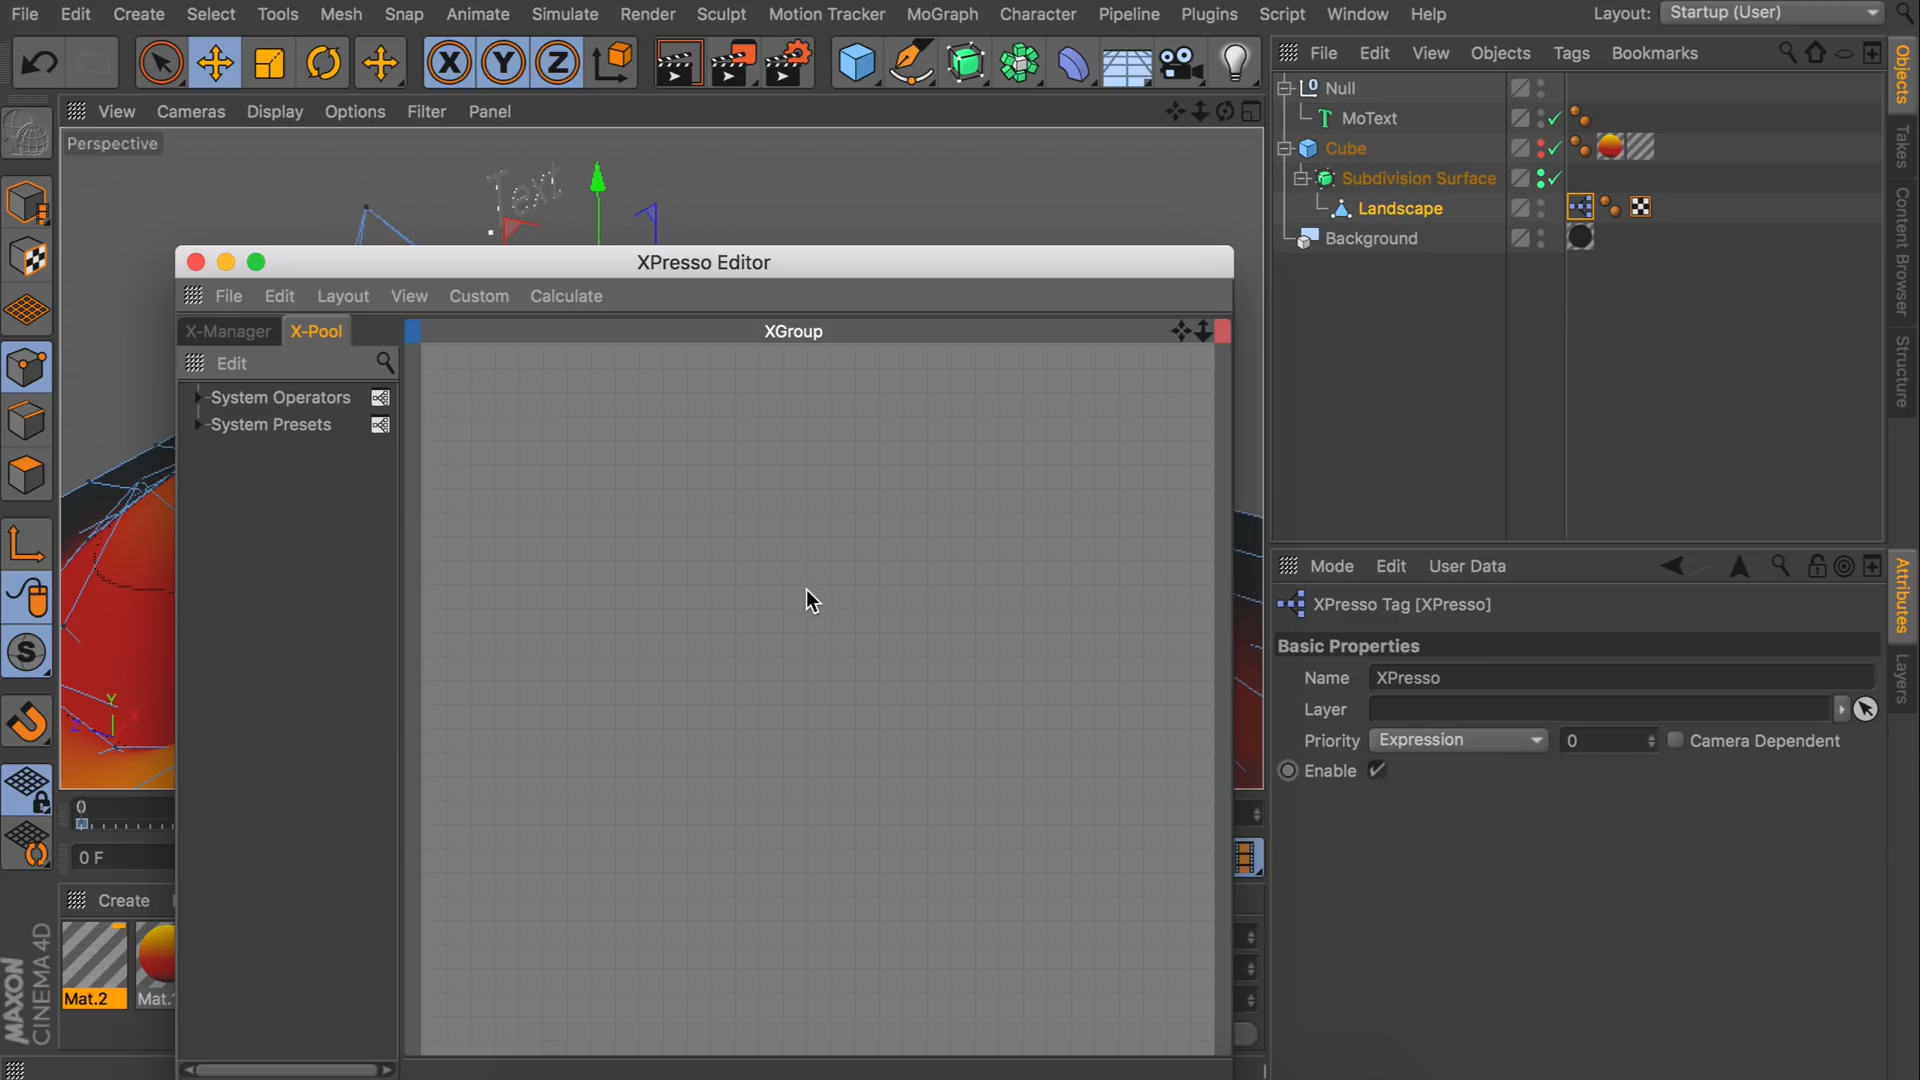 File Edit Create Select Tools Mesh Snap Animate Simulate Render Sculpt Motion Tracker MoGraph Character Pipeline Plugins Script Window Help Layout: Startup (User)
X Y Z
File Edit View Objects Tags Bookmarks
View Cameras Display Options Filter Panel
Perspective
Text
Null
MoText
Cube
Subdivision Surface
Landscape
Background
Objects
Takes
Content Browser
Structure
XPresso Editor
File Edit Layout View Custom Calculate
X-Manager X-Pool
XGroup
Edit
System Operators
System Presets
Mode Edit User Data
XPresso Tag [XPresso]
Basic Properties
Name XPresso
Layer
Priority Expression 0 Camera Dependent
Enable
Attributes
Layers
S
Y
X
Z
0
0 F
Create
Mat.2 Mat.
MAXON
CINEMA 4D